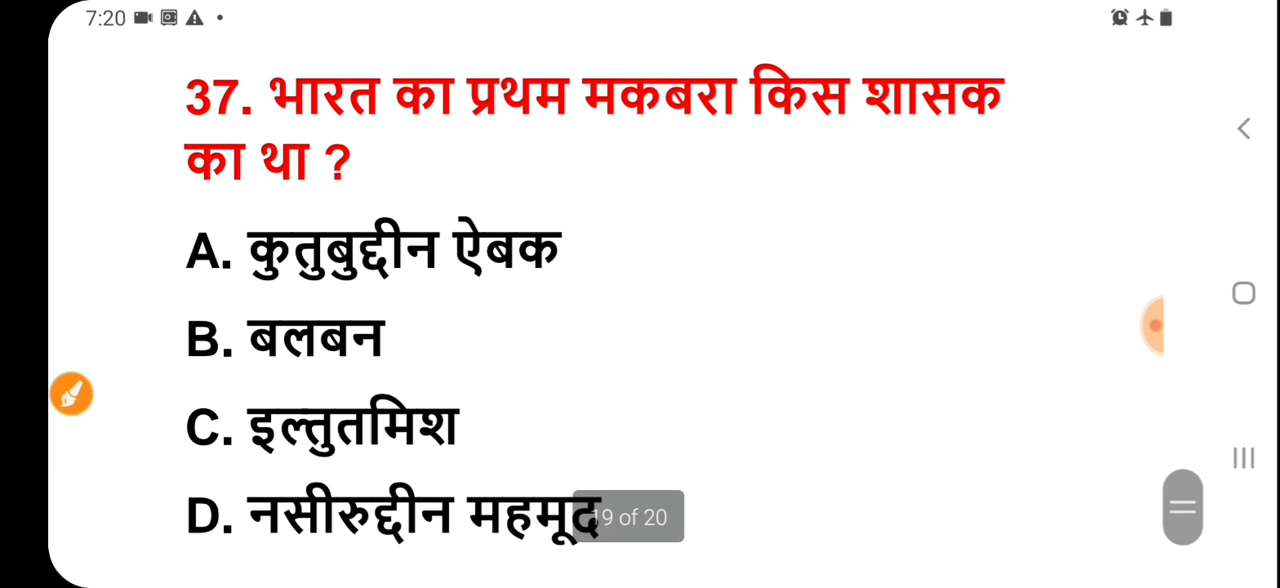 7:20
37. भारत का प्रथम मकबरा किस शासक
का था ?
A. कुतुबुद्दीन ऐबक
B. बलबन
C. इल्तुतमिश
D. नसीरुद्दीन महमूद
19 of 20